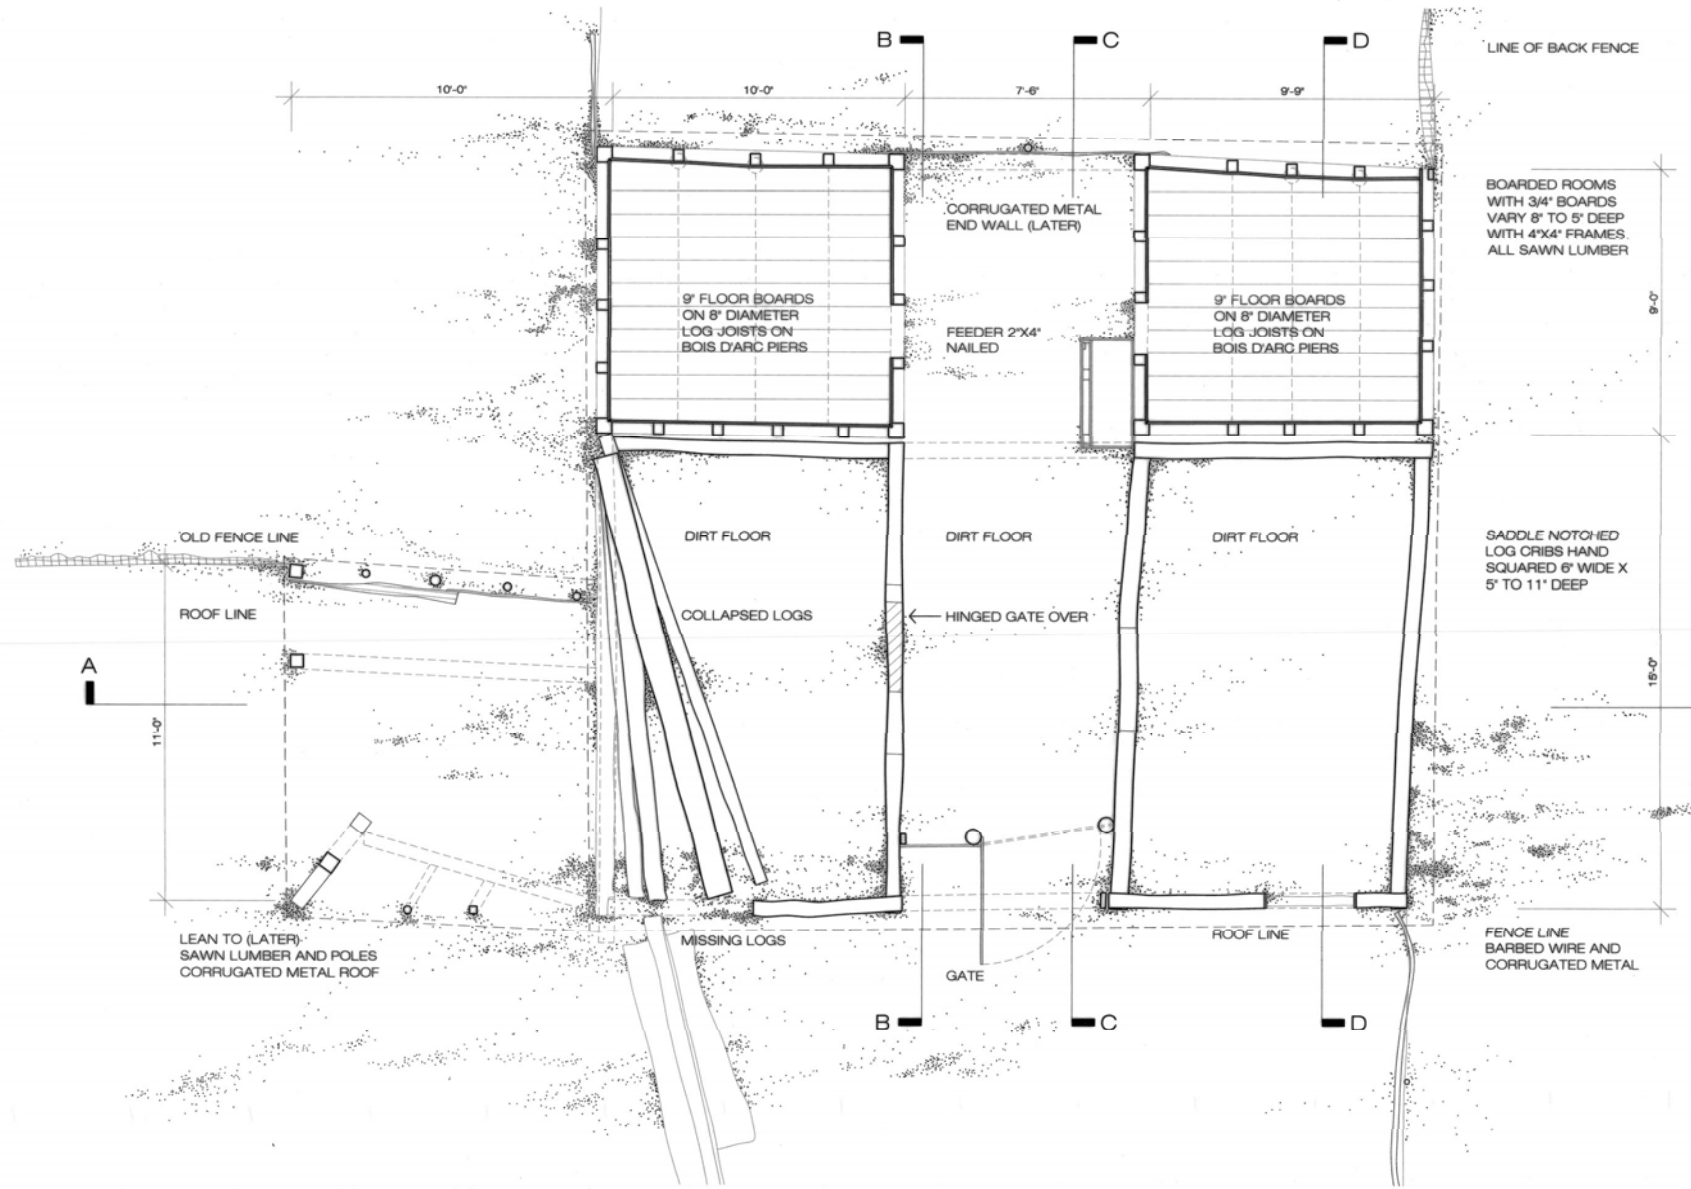 B
C
D
LINE OF BACK FENCE
10'-0"
10'-0"
7'-6"
9'-9"
CORRUGATED METAL
END WALL (LATER)
BOARDED ROOMS
WITH 3/4" BOARDS
VARY 8" TO 5" DEEP
WITH 4"X4" FRAMES.
ALL SAWN LUMBER
9" FLOOR BOARDS
ON 8" DIAMETER
LOG JOISTS ON
BOIS D'ARC PIERS
FEEDER 2"X4"
NAILED
9" FLOOR BOARDS
ON 8" DIAMETER
LOG JOISTS ON
BOIS D'ARC PIERS
9'-0"
OLD FENCE LINE
DIRT FLOOR
DIRT FLOOR
DIRT FLOOR
SADDLE NOTCHED
LOG CRIBS HAND
SQUARED 6" WIDE X
5" TO 11" DEEP
ROOF LINE
COLLAPSED LOGS
HINGED GATE OVER
A
15'-0"
11'-0"
LEAN TO (LATER)
SAWN LUMBER AND POLES
CORRUGATED METAL ROOF
MISSING LOGS
GATE
ROOF LINE
FENCE LINE
BARBED WIRE AND
CORRUGATED METAL
B
C
D